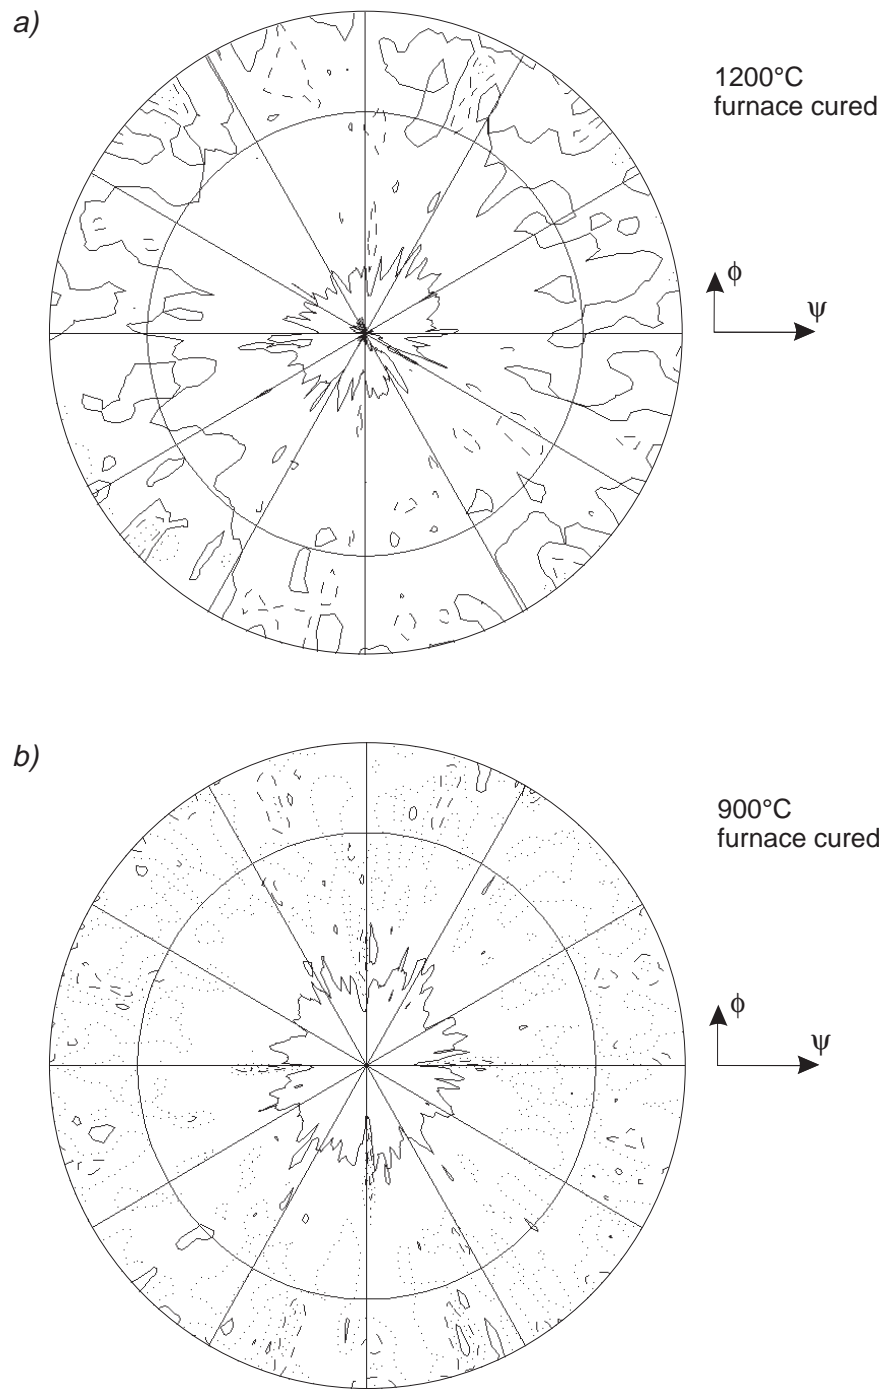 a)
1200°C
furnace cured
ϕ
ψ
b)
900°C
furnace cured
ϕ
ψ